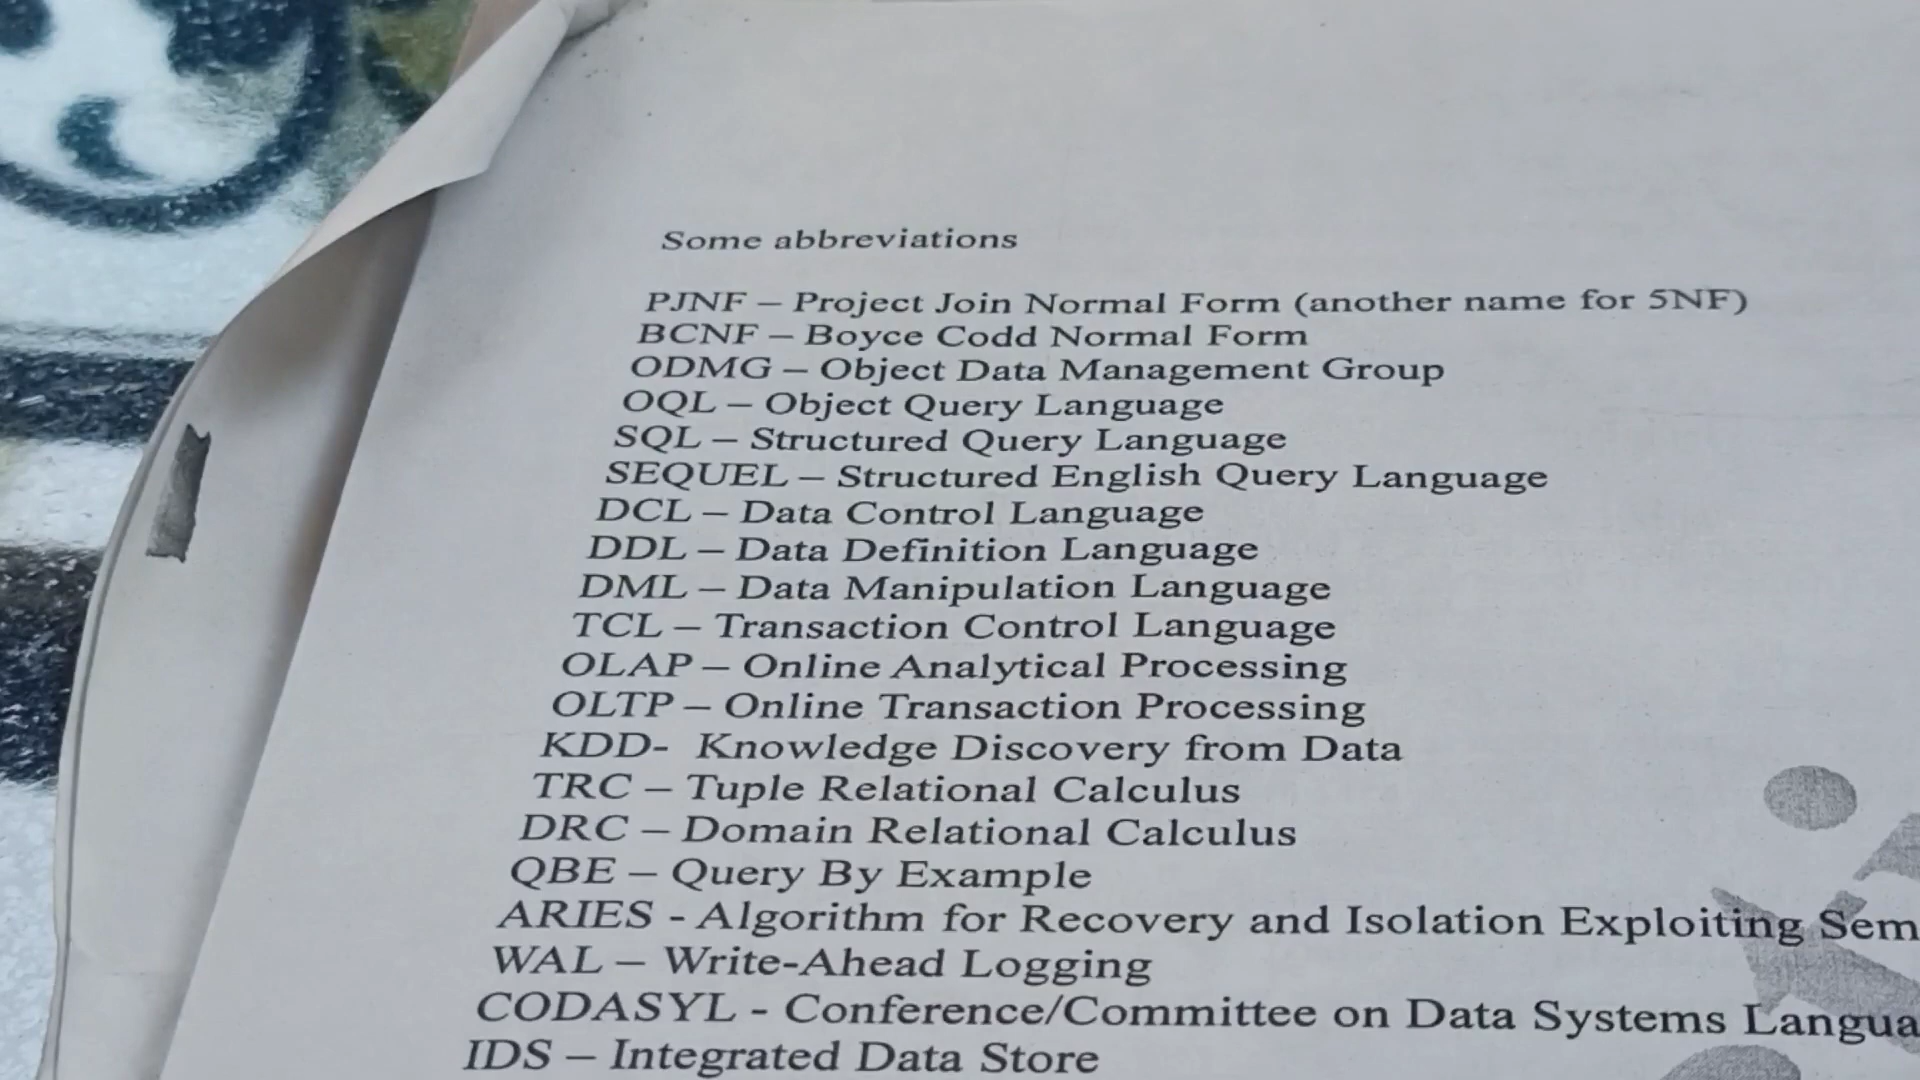 Some abbreviations
PJNF – Project Join Normal Form (another name for 5NF)
BCNF – Boyce Codd Normal Form
ODMG – Object Data Management Group
OQL – Object Query Language
SQL – Structured Query Language
SEQUEL – Structured English Query Language
DCL – Data Control Language
DDL – Data Definition Language
DML – Data Manipulation Language
TCL – Transaction Control Language
OLAP – Online Analytical Processing
OLTP – Online Transaction Processing
KDD- Knowledge Discovery from Data
TRC – Tuple Relational Calculus
DRC – Domain Relational Calculus
QBE – Query By Example
ARIES - Algorithm for Recovery and Isolation Exploiting Sem
WAL – Write-Ahead Logging
CODASYL - Conference/Committee on Data Systems Langua
IDS – Integrated Data Store